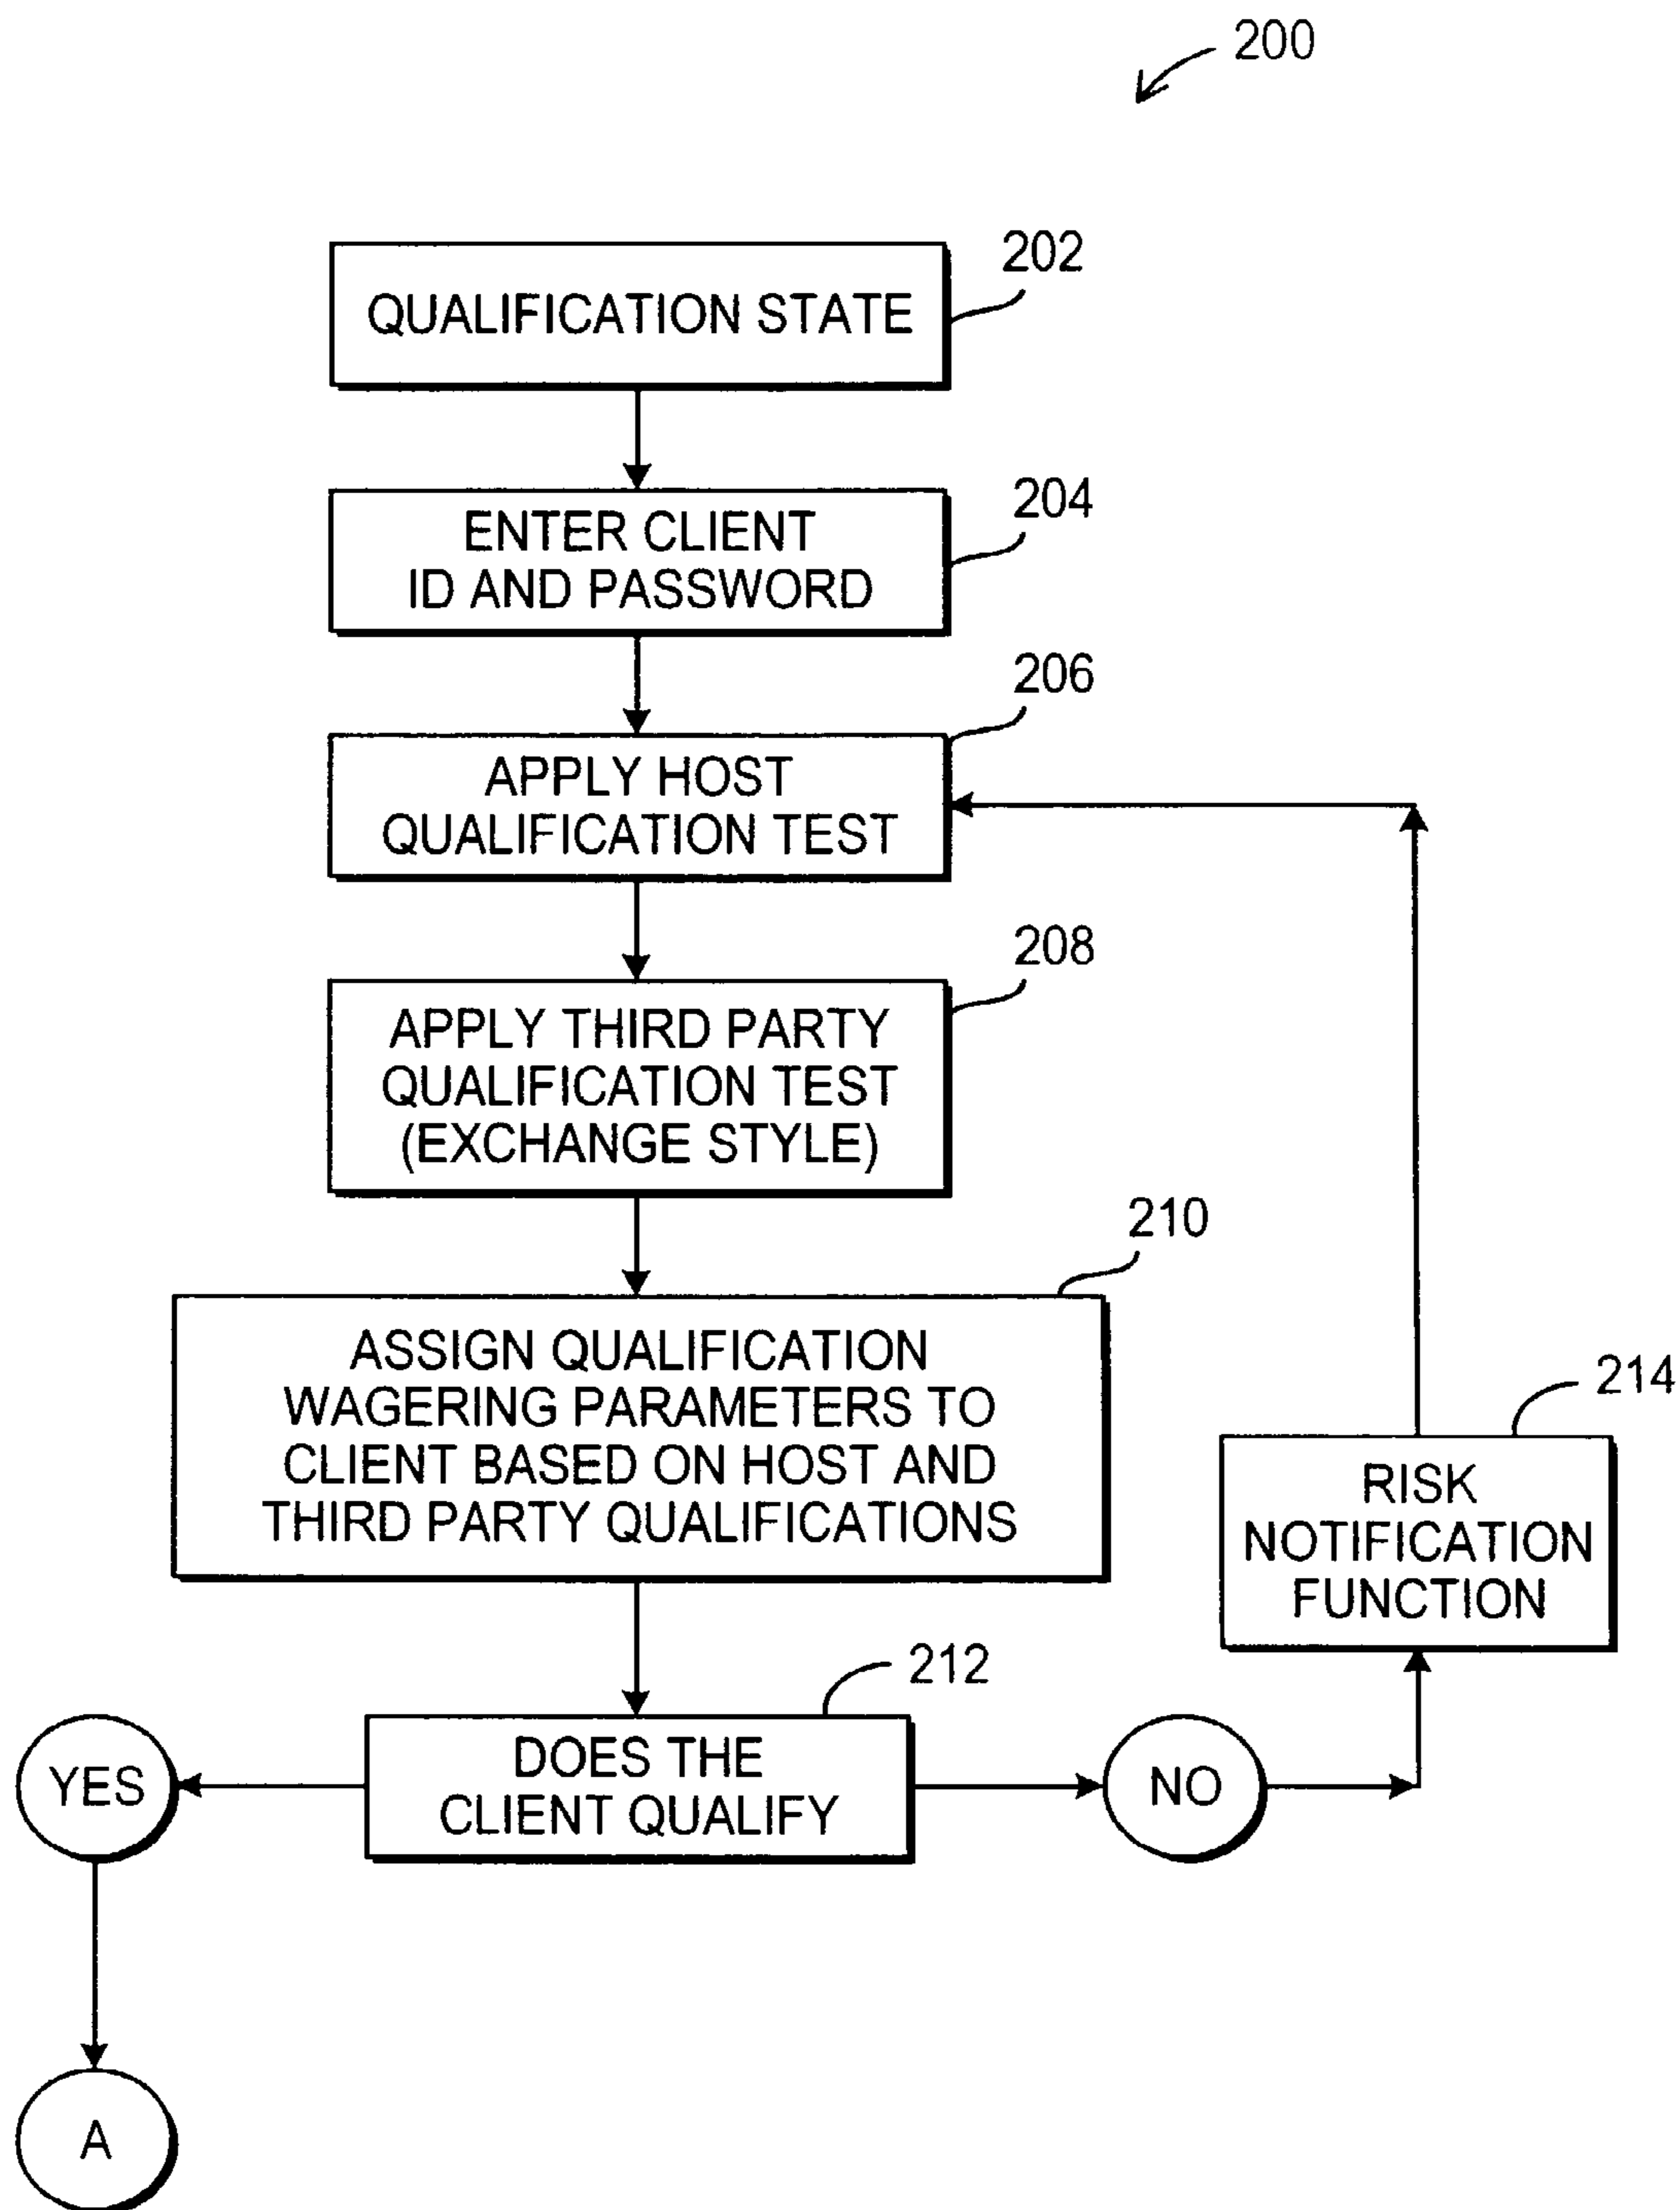 200
202
QUALIFICATION STATE
204
ENTER CLIENT
ID AND PASSWORD
206
APPLY HOST
QUALIFICATION TEST
208
APPLY THIRD PARTY
QUALIFICATION TEST
(EXCHANGE STYLE)
210
ASSIGN QUALIFICATION
WAGERING PARAMETERS TO
CLIENT BASED ON HOST AND
THIRD PARTY QUALIFICATIONS
214
RISK
NOTIFICATION
FUNCTION
212
YES
DOES THE
CLIENT QUALIFY
NO
A